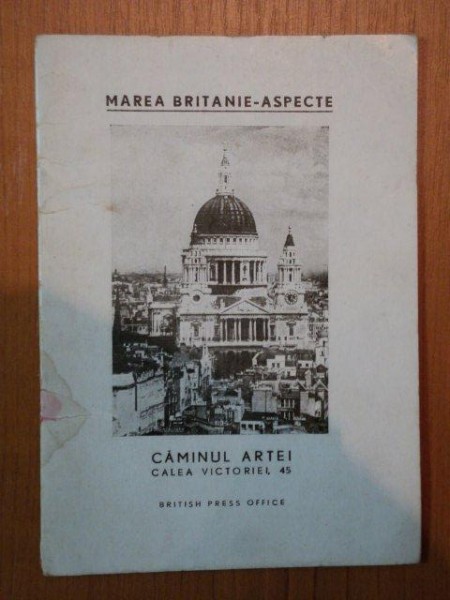 MAREA BRITANIE-ASPECTE
CĂMINUL ARTEI
CALEA VICTORIEI, 45
BRITISH PRESS OFFICE